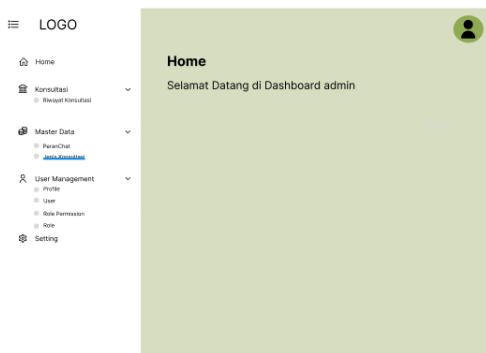 LOGO
Home
Konsultasi
Riwayat Konsultasi
Master Data
PeranChat
Jenis Konsultasi
User Management
Profile
User
Role Permission
Role
Setting
Home
Selamat Datang di Dashboard admin